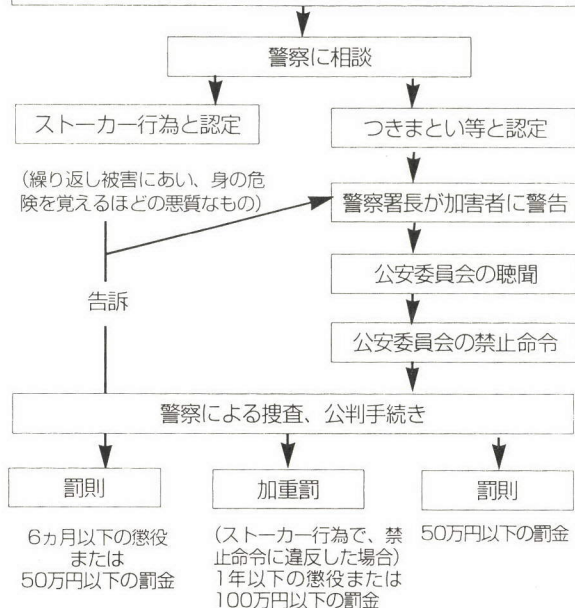 警察に相談
ストーカー行為と認定
つきまとい等と認定
(繰り返し被害にあい、身の危
険を覚えるほどの悪質なもの)
警察署長が加害者に警告
公安委員会の聴聞
告訴
公安委員会の禁止命令
警察による捜査、公判手続き
罰則
加重罰
罰則
6ヵ月以下の懲役
または
50万円以下の罰金
(ストーカー行為で、禁
止命令に違反した場合)
1年以下の懲役または
100万円以下の罰金
50万円以下の罰金